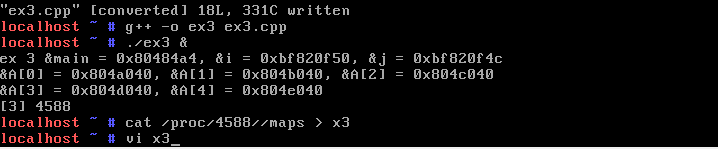 "ex3.cpp" [converted] 18L, 331C written
localhost ~ # g++ -o ex3 ex3.cpp
localhost ~ # ./ex3 &
ex 3 &main = 0x80484a4, &i = 0xbf820f50, &j = 0xbf820f4c
&A[0] = 0x804a040, &A[1] = 0x804b040, &A[2] = 0x804c040
&A[3] = 0x804d040, &A[4] = 0x804e040
[3] 4588
localhost ~ # cat /proc/4588//maps > x3
localhost ~ # vi x3_